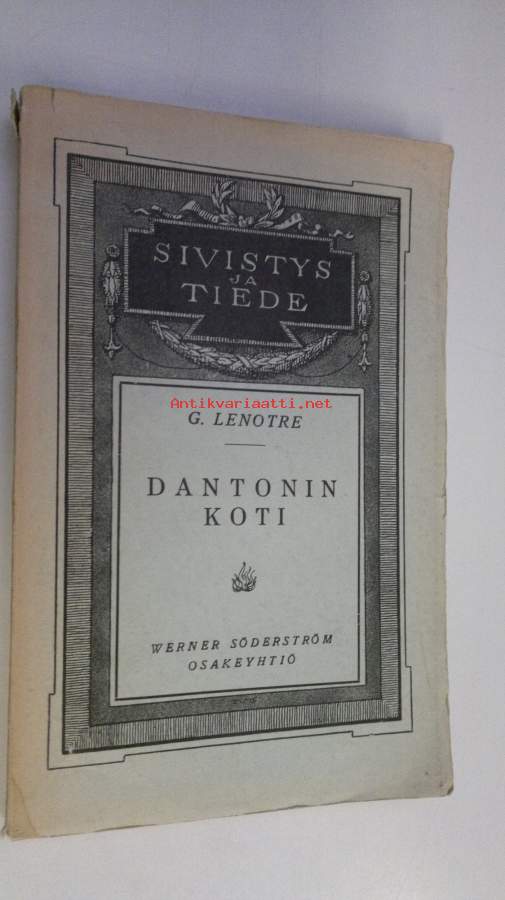 SIVISTYS
JA
TIEDE
Antikvariaatti.net
G. LENOTRE
DANTONIN
KOTI
WERNER SÖDERSTRÖM
OSAKEYHTIÖ